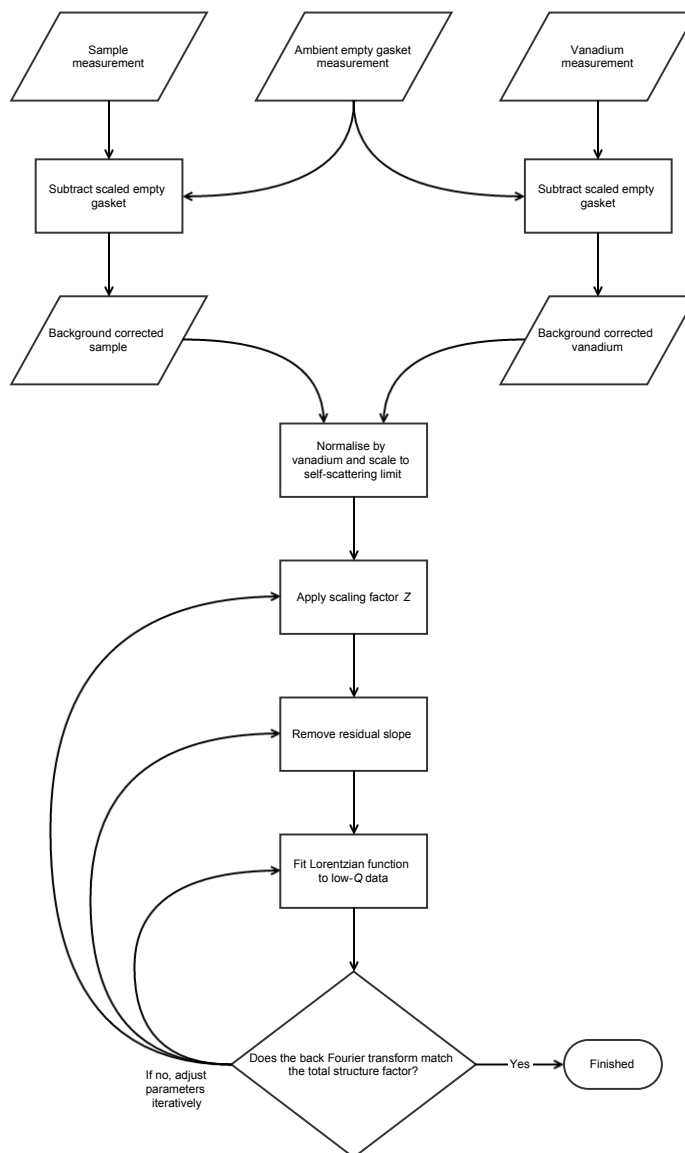 Sample
measurement
Ambient empty gasket
measurement
Vanadium
measurement
Subtract scaled empty
gasket
Subtract scaled empty
gasket
Background corrected
sample
Background corrected
vanadium
Normalise by
vanadium and scale to
self-scattering limit
Apply scaling factor Z
Remove residual slope
Fit Lorentzian function
to low-Q data
Does the back Fourier transform match
the total structure factor?
Yes
Finished
If no, adjust
parameters
iteratively